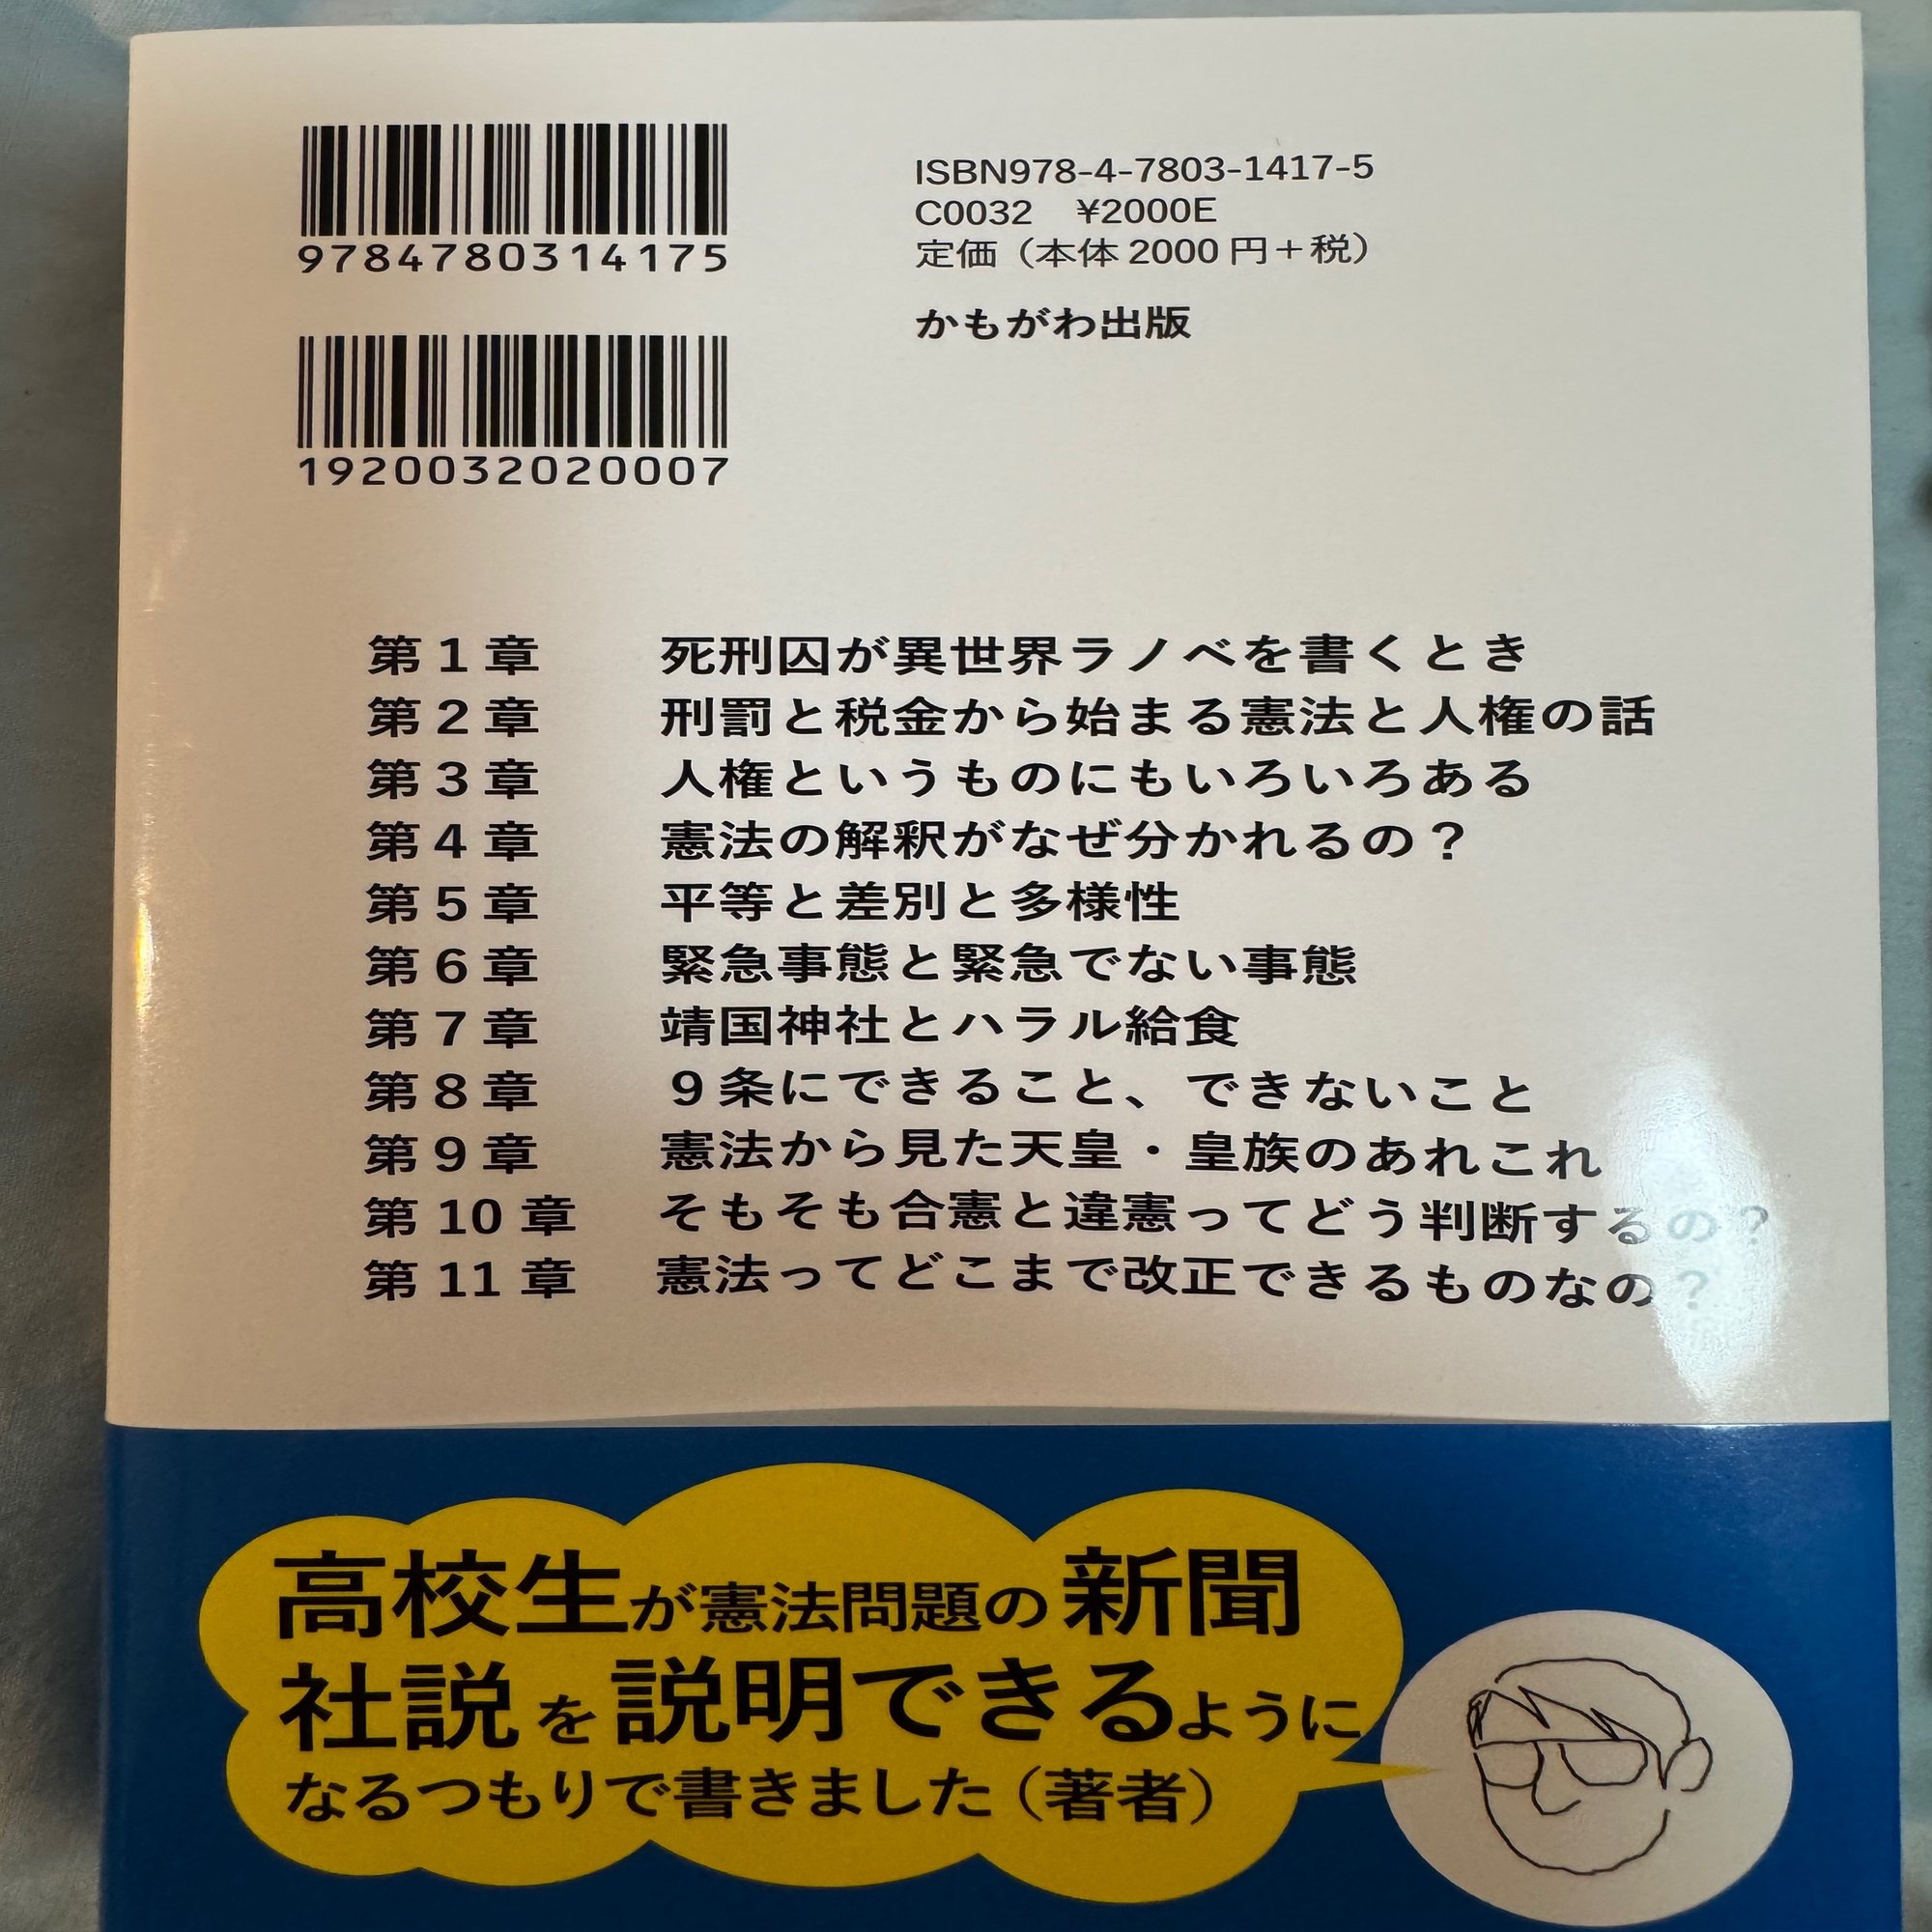 9784780314175
1920032020007
ISBN978-4-7803-1417-5
C0032 ¥2000E
定価（本体2000円＋税）
かもがわ出版
第1章 死刑囚が異世界ラノベを書くとき
第2章 刑罰と税金から始まる憲法と人権の話
第3章 人権というものにもいろいろある
第4章 憲法の解釈がなぜ分かれるの？
第5章 平等と差別と多様性
第6章 緊急事態と緊急でない事態
第7章 靖国神社とハラル給食
第8章 9条にできること、できないこと
第9章 憲法から見た天皇・皇族のあれこれ
第10章 そもそも合憲と違憲ってどう判断するの？
第11章 憲法ってどこまで改正できるものなの？
高校生が憲法問題の新聞
社説を説明できるように
なるつもりで書きました（著者）